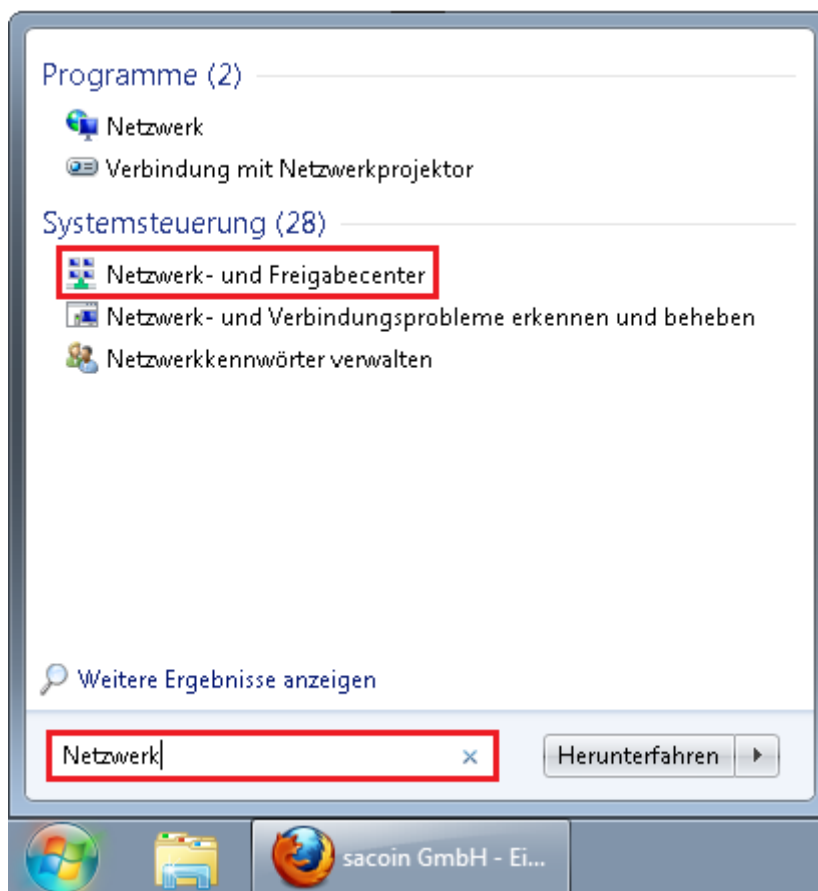 Programme (2)
Netzwerk
Verbindung mit Netzwerkprojektor
Systemsteuerung (28)
Netzwerk- und Freigabecenter
Netzwerk- und Verbindungsprobleme erkennen und beheben
Netzwerkkennwörter verwalten
Weitere Ergebnisse anzeigen
Netzwerk
Herunterfahren
sacoin GmbH - Ei...